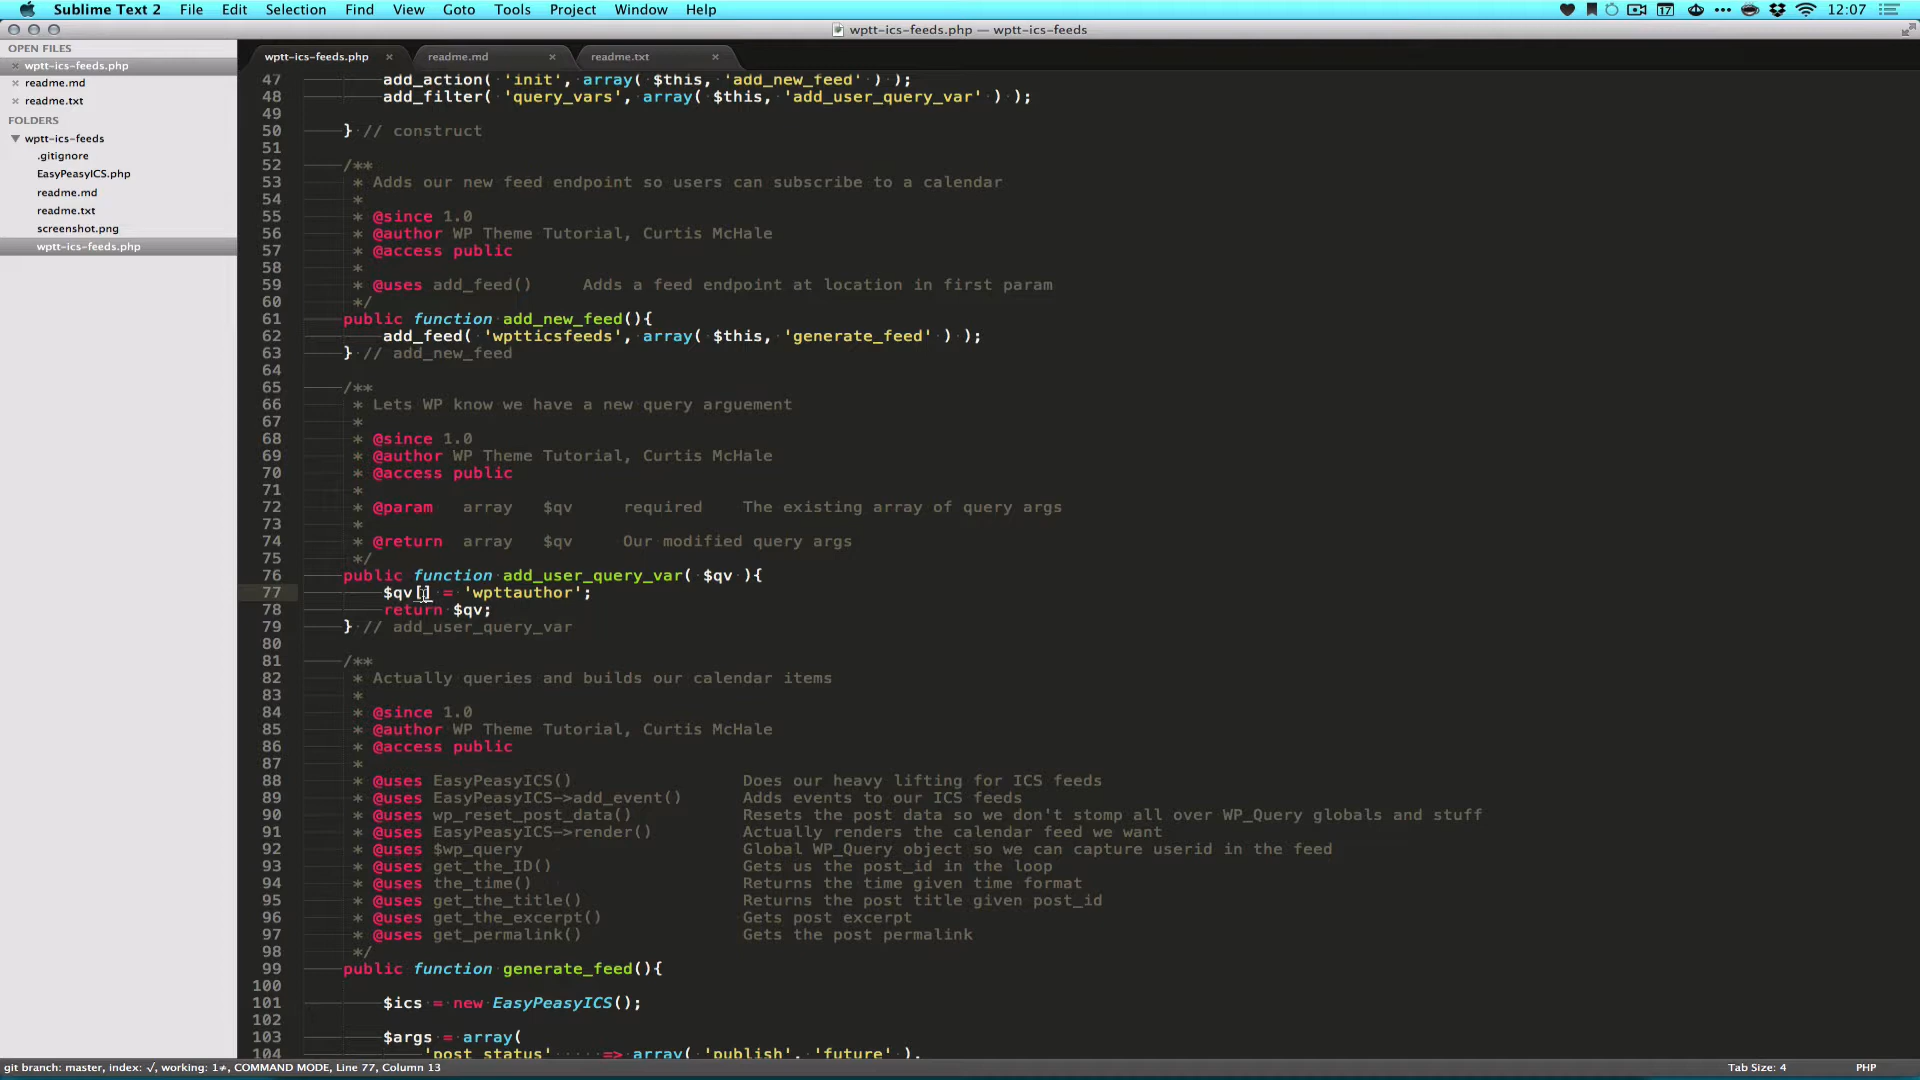 Sublime Text 2 File Edit Selection Find View Goto Tools Project Window Help 17 12:07
wptt-ics-feeds.php — wptt-ics-feeds
OPEN FILES
wptt-ics-feeds.php
readme.md
readme.txt
FOLDERS
wptt-ics-feeds
.gitignore
EasyPeasyICS.php
readme.md
readme.txt
screenshot.png
wptt-ics-feeds.php
wptt-ics-feeds.php readme.md readme.txt
47 add_action( 'init', array( $this, 'add_new_feed' ) );
48 add_filter( 'query_vars', array( $this, 'add_user_query_var' ) );
49
50 } // construct
51
52 /**
53 * Adds our new feed endpoint so users can subscribe to a calendar
54 *
55 * @since 1.0
56 * @author WP Theme Tutorial, Curtis McHale
57 * @access public
58 *
59 * @uses add_feed() Adds a feed endpoint at location in first param
60 */
61 public function add_new_feed(){
62 add_feed( 'wptticsfeeds', array( $this, 'generate_feed' ) );
63 } // add_new_feed
64
65 /**
66 * Lets WP know we have a new query arguement
67 *
68 * @since 1.0
69 * @author WP Theme Tutorial, Curtis McHale
70 * @access public
71 *
72 * @param array $qv required The existing array of query args
73 *
74 * @return array $qv Our modified query args
75 */
76 public function add_user_query_var( $qv ){
77 $qv[] = 'wpttauthor';
78 return $qv;
79 } // add_user_query_var
80
81 /**
82 * Actually queries and builds our calendar items
83 *
84 * @since 1.0
85 * @author WP Theme Tutorial, Curtis McHale
86 * @access public
87 *
88 * @uses EasyPeasyICS() Does our heavy lifting for ICS feeds
89 * @uses EasyPeasyICS->add_event() Adds events to our ICS feeds
90 * @uses wp_reset_post_data() Resets the post data so we don't stomp all over WP_Query globals and stuff
91 * @uses EasyPeasyICS->render() Actually renders the calendar feed we want
92 * @uses $wp_query Global WP_Query object so we can capture userid in the feed
93 * @uses get_the_ID() Gets us the post_id in the loop
94 * @uses the_time() Returns the time given time format
95 * @uses get_the_title() Returns the post title given post_id
96 * @uses get_the_excerpt() Gets post excerpt
97 * @uses get_permalink() Gets the post permalink
98 */
99 public function generate_feed(){
100
101 $ics = new EasyPeasyICS();
102
103 $args = array(
104 'post_status' => array( 'publish', 'future' ),
git branch: master, index: √, working: 1≠, COMMAND MODE, Line 77, Column 13 Tab Size: 4 PHP